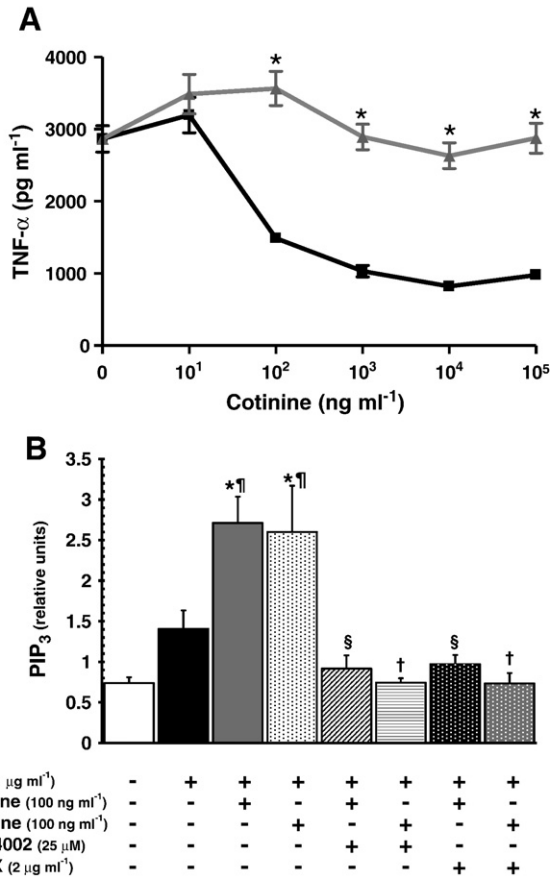 A
4000
3000
2000
1000
0
TNF-α (pg ml⁻¹)
* * * * *
0 10¹ 10² 10³ 10⁴ 10⁵
Cotinine (ng ml⁻¹)
B
3.5
3
2.5
2
1.5
1
0.5
0
PIP₃ (relative units)
*¶ *¶ § † § †
µg ml⁻¹) - + + + + + + +
ne (100 ng ml⁻¹) - - + - + - + -
ine (100 ng ml⁻¹) - - - + - + - +
4002 (25 µM) - - - - + + - -
X (2 µg ml⁻¹) - - - - - - + +